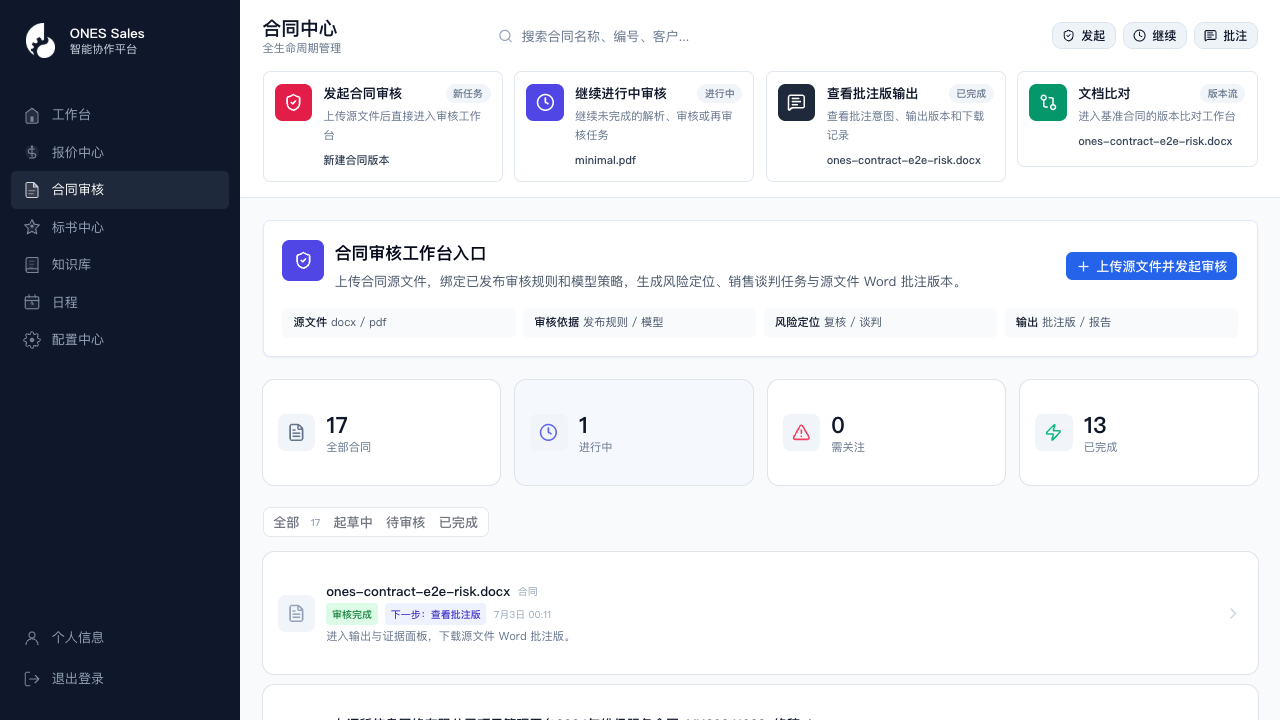 ONES Sales
智能协作平台
工作台
报价中心
合同审核
标书中心
知识库
日程
配置中心
个人信息
退出登录
合同中心
全生命周期管理
搜索合同名称、编号、客户...
发起
继续
批注
发起合同审核
新任务
上传源文件后直接进入审核工作
台
新建合同版本
继续进行中审核
进行中
继续未完成的解析、审核或再审
核任务
minimal.pdf
查看批注版输出
已完成
查看批注意图、输出版本和下载
记录
ones-contract-e2e-risk.docx
文档比对
版本流
进入基准合同的版本比对工作台
ones-contract-e2e-risk.docx
合同审核工作台入口
上传合同源文件，绑定已发布审核规则和模型策略，生成风险定位、销售谈判任务与源文件 Word 批注版本。
上传源文件并发起审核
源文件 docx / pdf
审核依据 发布规则 / 模型
风险定位 复核 / 谈判
输出 批注版 / 报告
17
全部合同
1
进行中
0
需关注
13
已完成
全部 17 起草中 待审核 已完成
ones-contract-e2e-risk.docx 合同
审核完成 下一步：查看批注版 7月3日 00:11
进入输出与证据面板，下载源文件 Word 批注版。